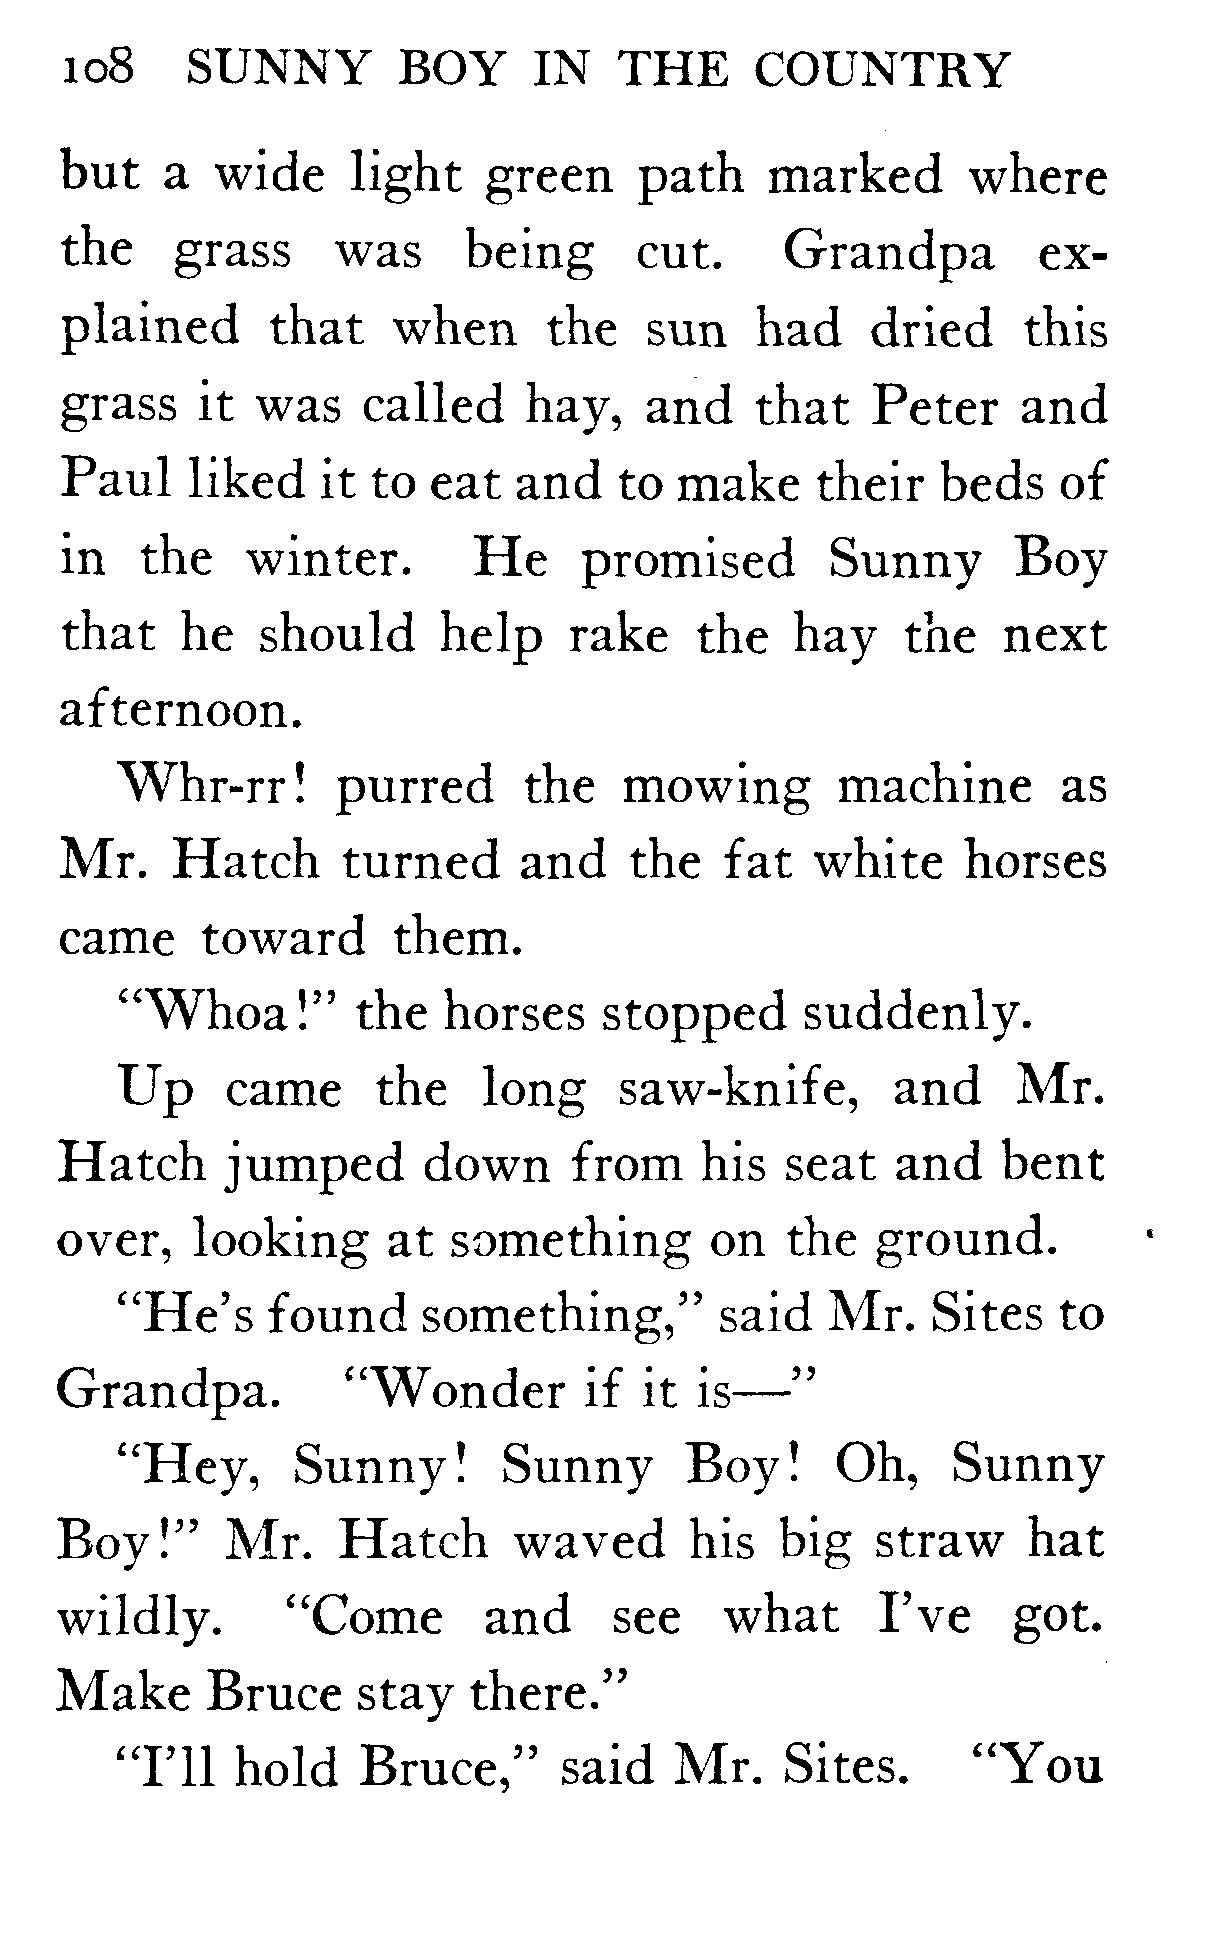 108 SUNNY BOY IN THE COUNTRY
but a wide light green path marked where
the grass was being cut. Grandpa ex-
plained that when the sun had dried this
grass it was called hay, and that Peter and
Paul liked it to eat and to make their beds of
in the winter. He promised Sunny Boy
that he should help rake the hay the next
afternoon.
Whr-rr! purred the mowing machine as
Mr. Hatch turned and the fat white horses
came toward them.
"Whoa!" the horses stopped suddenly.
Up came the long saw-knife, and Mr.
Hatch jumped down from his seat and bent
over, looking at something on the ground.
"He's found something," said Mr. Sites to
Grandpa. "Wonder if it is—"
"Hey, Sunny! Sunny Boy! Oh, Sunny
Boy!" Mr. Hatch waved his big straw hat
wildly. "Come and see what I've got.
Make Bruce stay there."
"I'll hold Bruce," said Mr. Sites. "You